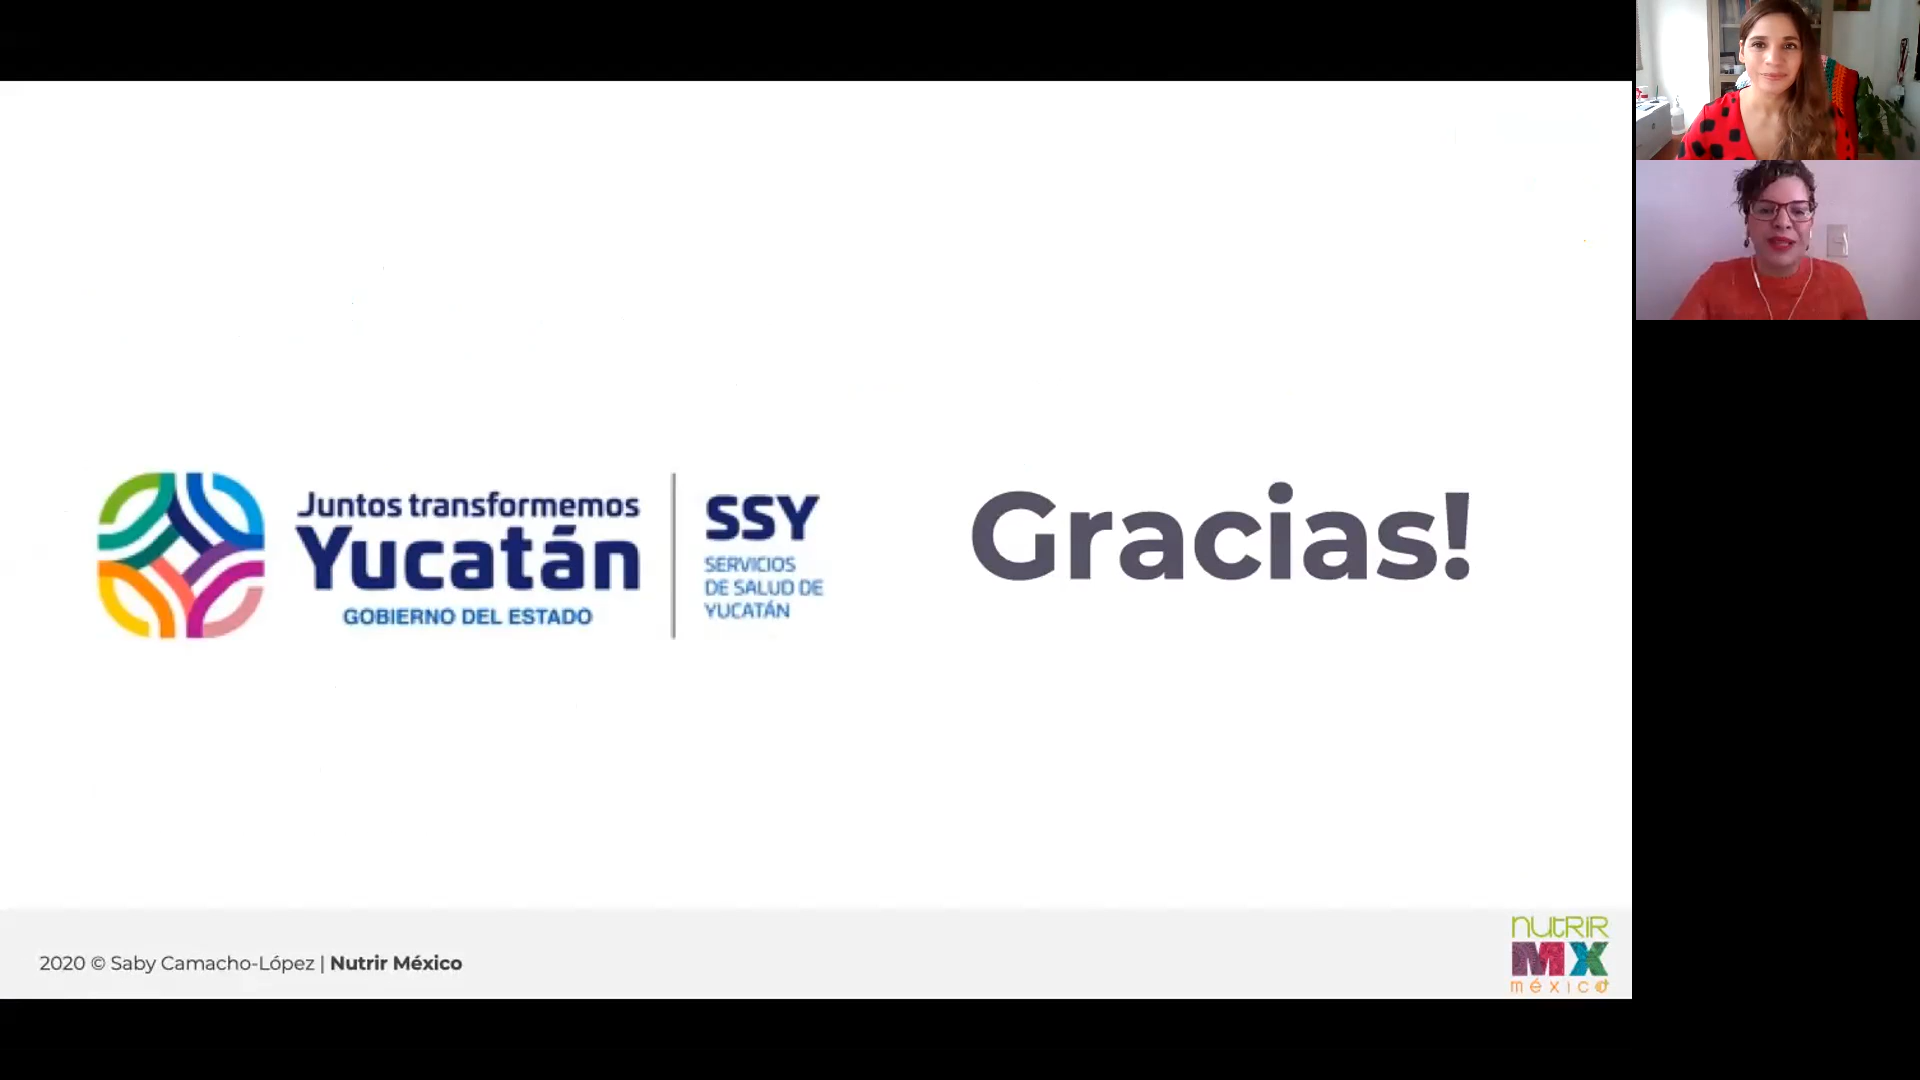 Juntos transformemos
Yucatán
GOBIERNO DEL ESTADO
SSY
SERVICIOS
DE SALUD DE
YUCATÁN
Gracias!
2020 © Saby Camacho-López | Nutrir México
nutRIR
MX
méxico